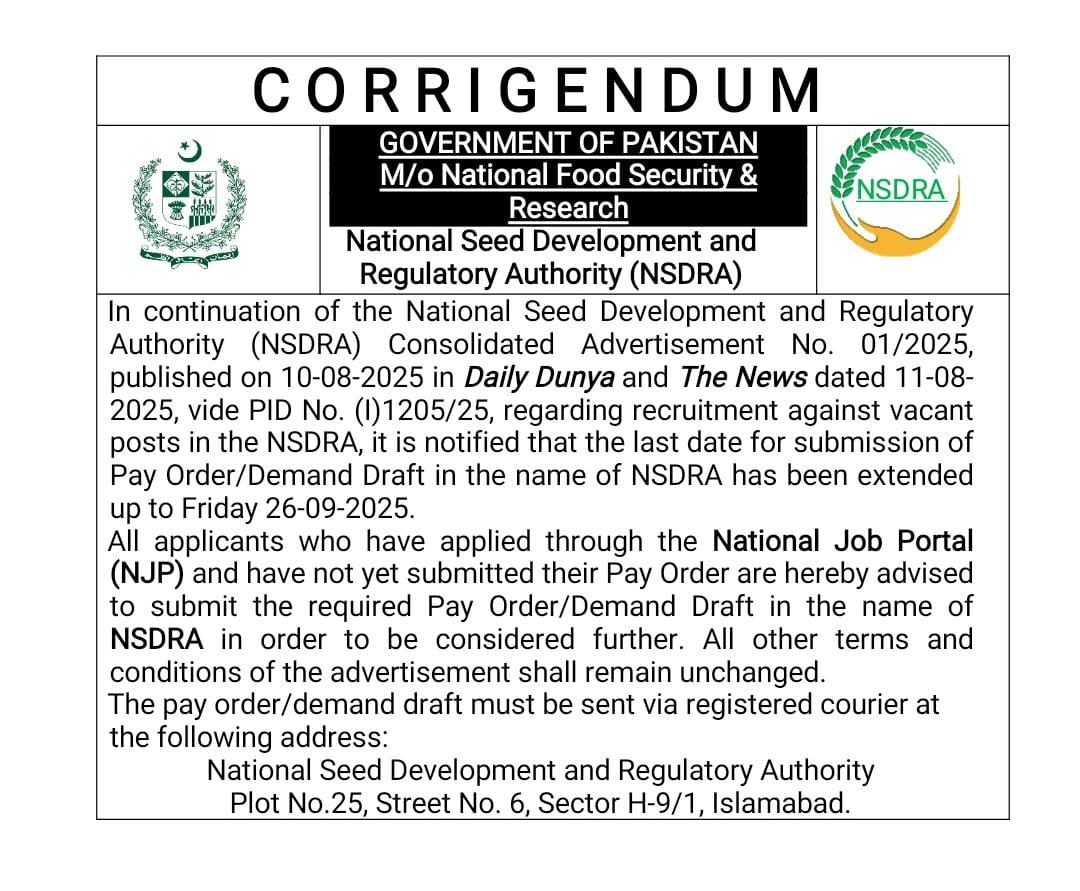 CORRIGENDUM
GOVERNMENT OF PAKISTAN
M/o National Food Security &
Research
National Seed Development and
Regulatory Authority (NSDRA)
NSDRA
In continuation of the National Seed Development and Regulatory
Authority (NSDRA) Consolidated Advertisement No. 01/2025,
published on 10-08-2025 in Daily Dunya and The News dated 11-08-
2025, vide PID No. (I)1205/25, regarding recruitment against vacant
posts in the NSDRA, it is notified that the last date for submission of
Pay Order/Demand Draft in the name of NSDRA has been extended
up to Friday 26-09-2025.
All applicants who have applied through the National Job Portal
(NJP) and have not yet submitted their Pay Order are hereby advised
to submit the required Pay Order/Demand Draft in the name of
NSDRA in order to be considered further. All other terms and
conditions of the advertisement shall remain unchanged.
The pay order/demand draft must be sent via registered courier at
the following address:
National Seed Development and Regulatory Authority
Plot No.25, Street No. 6, Sector H-9/1, Islamabad.